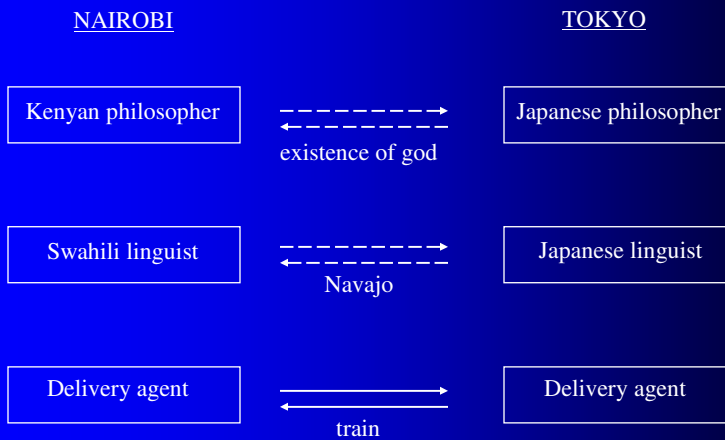 NAIROBI
TOKYO
Kenyan philosopher
Japanese philosopher
existence of god
Swahili linguist
Japanese linguist
Navajo
Delivery agent
Delivery agent
train